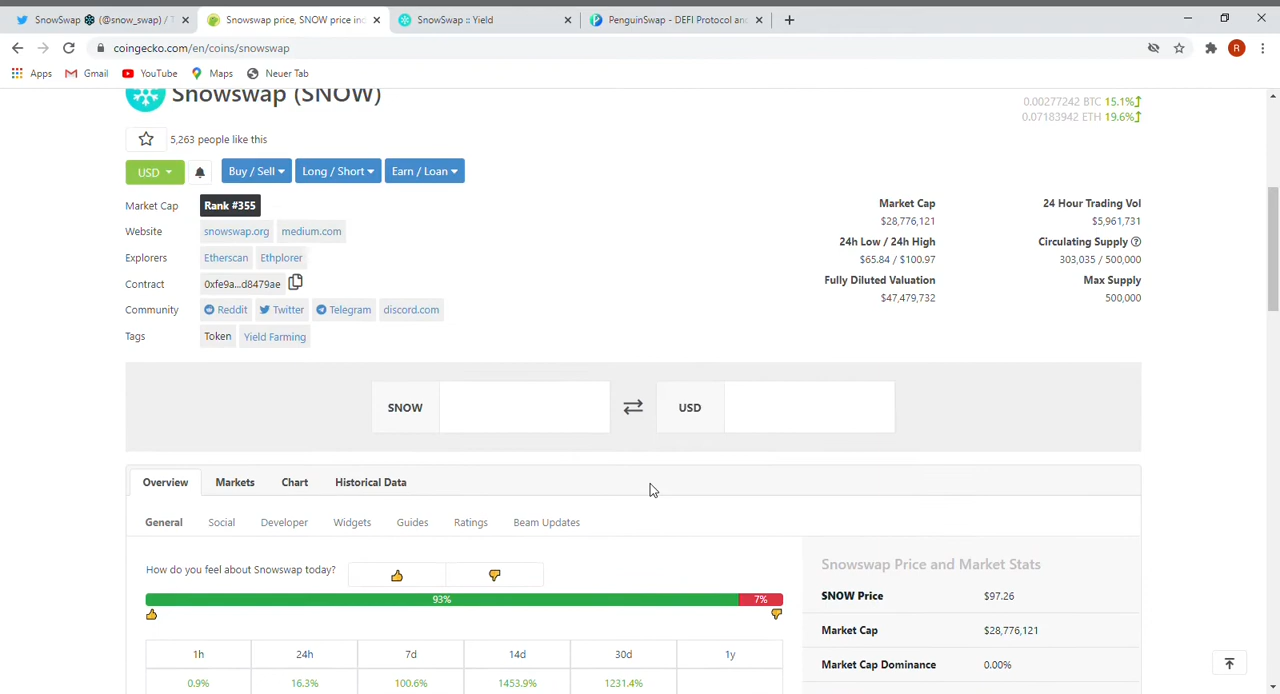 SnowSwap (@snow_swap) / T
Snowswap price, SNOW price in
SnowSwap :: Yield
PenguinSwap - DEFI Protocol an
coingecko.com/en/coins/snowswap
R
Apps
Gmail
YouTube
Maps
Neuer Tab
Snowswap (SNOW)
0.00277242 BTC 15.1%
0.07183942 ETH 19.6%
5,263 people like this
USD
Buy / Sell
Long / Short
Earn / Loan
Market Cap
Rank #355
Website
snowswap.org
medium.com
Explorers
Etherscan
Ethplorer
Contract
0xfe9a...d8479ae
Community
Reddit
Twitter
Telegram
discord.com
Tags
Token
Yield Farming
Market Cap
$28,776,121
24h Low / 24h High
$65.84 / $100.97
Fully Diluted Valuation
$47,479,732
24 Hour Trading Vol
$5,961,731
Circulating Supply
303,035 / 500,000
Max Supply
500,000
SNOW
USD
Overview
Markets
Chart
Historical Data
General
Social
Developer
Widgets
Guides
Ratings
Beam Updates
How do you feel about Snowswap today?
93%
7%
1h
24h
7d
14d
30d
1y
0.9%
16.3%
100.6%
1453.9%
1231.4%
Snowswap Price and Market Stats
SNOW Price
$97.26
Market Cap
$28,776,121
Market Cap Dominance
0.00%